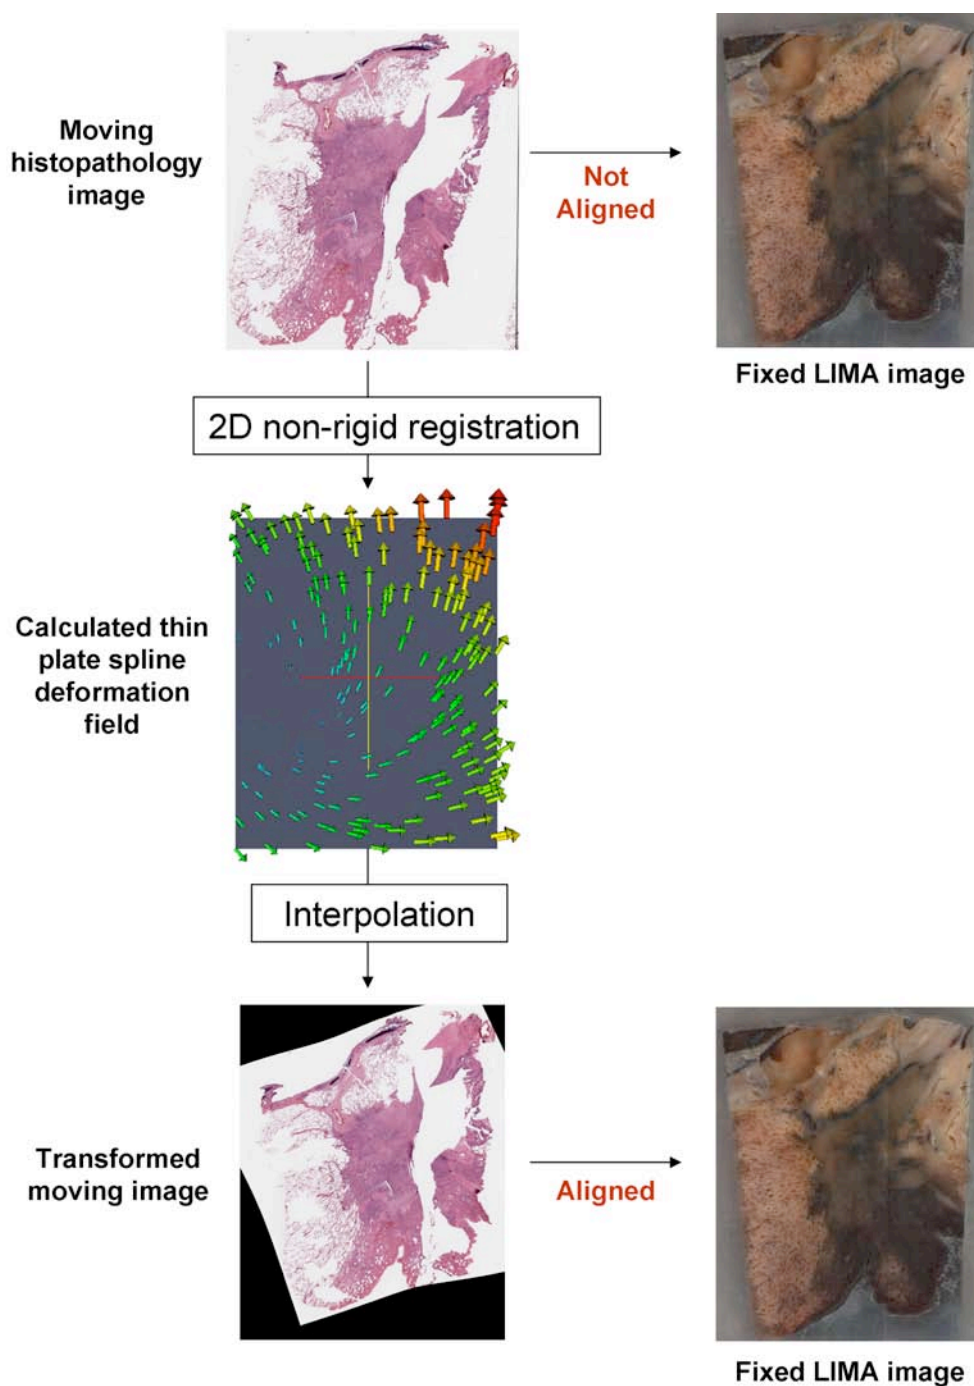 Moving
histopathology
image
Not
Aligned
Fixed LIMA image
2D non-rigid registration
Calculated thin
plate spline
deformation
field
Interpolation
Transformed
moving image
Aligned
Fixed LIMA image